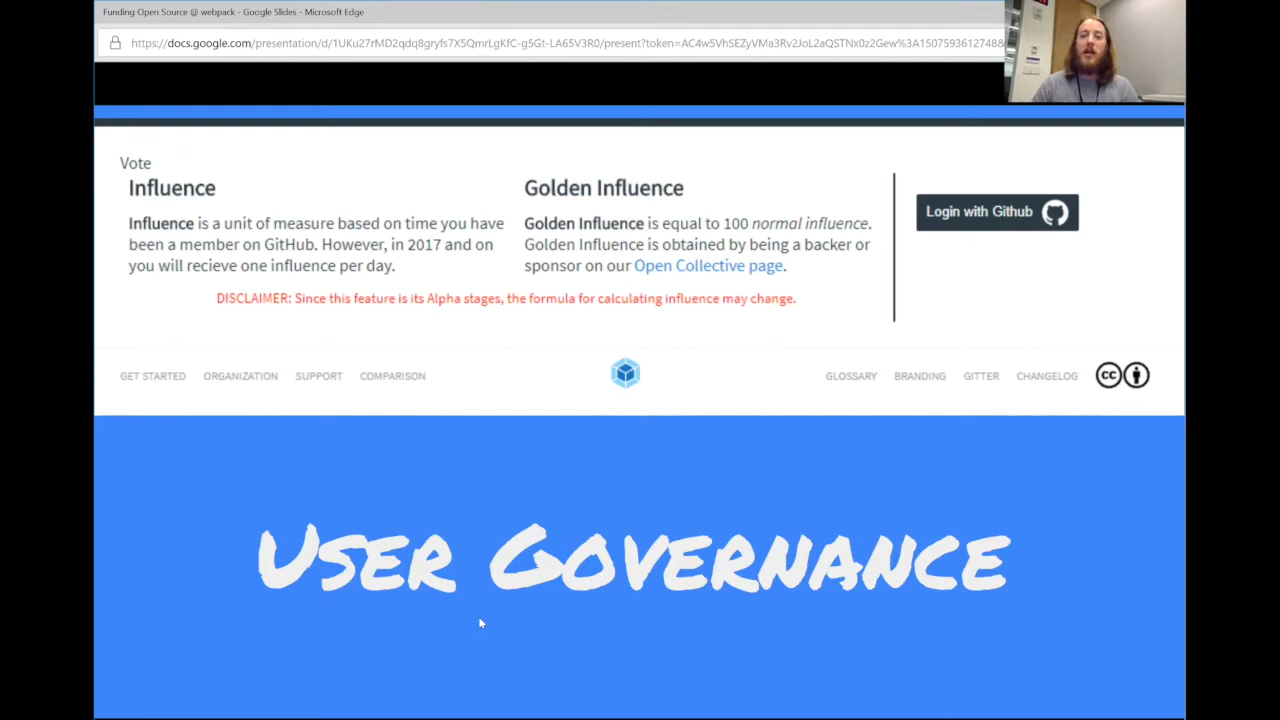 Funding Open Source @ webpack - Google Slides - Microsoft Edge
https://docs.google.com/presentation/d/1UKu27rMD2qdq8gryfs7X5QmrLgKfC-g5Gt-LA65V3R0/present?token=AC4w5VhSEZyVMa3Rv2JoL2aQSTNx0z2Gew%3A1507593612748&
Vote
Influence
Influence is a unit of measure based on time you have
been a member on GitHub. However, in 2017 and on
you will recieve one influence per day.
Golden Influence
Golden Influence is equal to 100 normal influence.
Golden Influence is obtained by being a backer or
sponsor on our Open Collective page.
DISCLAIMER: Since this feature is its Alpha stages, the formula for calculating influence may change.
Login with Github
GET STARTED ORGANIZATION SUPPORT COMPARISON
GLOSSARY BRANDING GITTER CHANGELOG
cc
USER GOVERNANCE